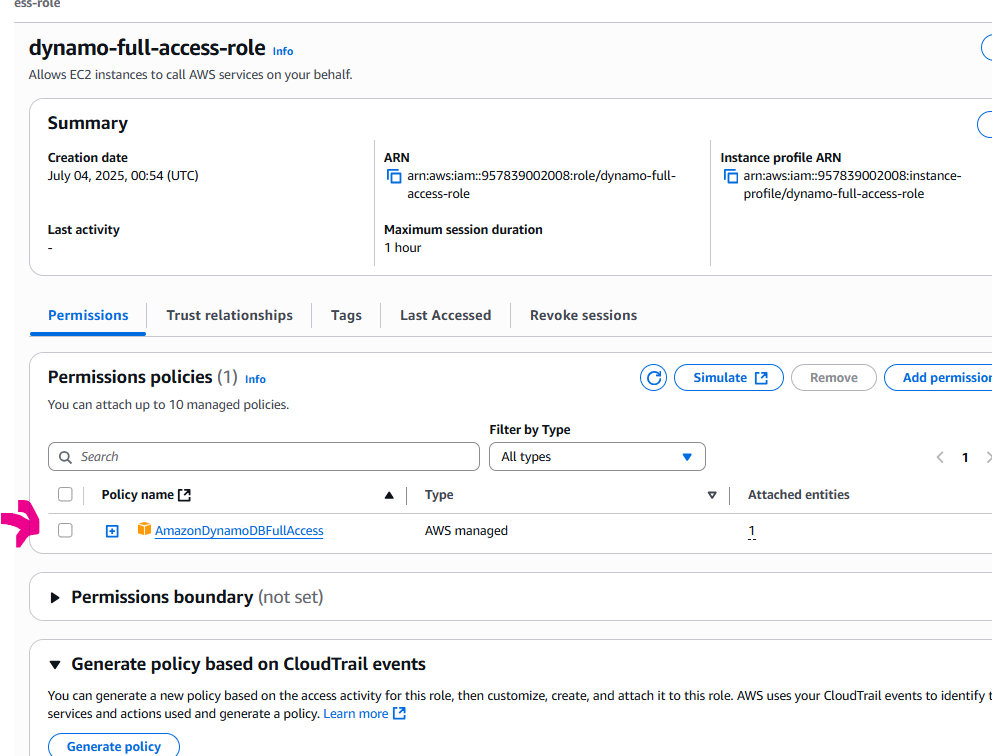 ess-role
dynamo-full-access-role Info
Allows EC2 instances to call AWS services on your behalf.
Summary
Creation date
July 04, 2025, 00:54 (UTC)
ARN
arn:aws:iam::957839002008:role/dynamo-full-
access-role
Instance profile ARN
arn:aws:iam::957839002008:instance-
profile/dynamo-full-access-role
Last activity
-
Maximum session duration
1 hour
Permissions Trust relationships Tags Last Accessed Revoke sessions
Permissions policies (1) Info
Simulate Remove Add permission
You can attach up to 10 managed policies.
Filter by Type
Search All types 1
Policy name Type Attached entities
AmazonDynamoDBFullAccess AWS managed 1
Permissions boundary (not set)
Generate policy based on CloudTrail events
You can generate a new policy based on the access activity for this role, then customize, create, and attach it to this role. AWS uses your CloudTrail events to identify t
services and actions used and generate a policy. Learn more
Generate policy